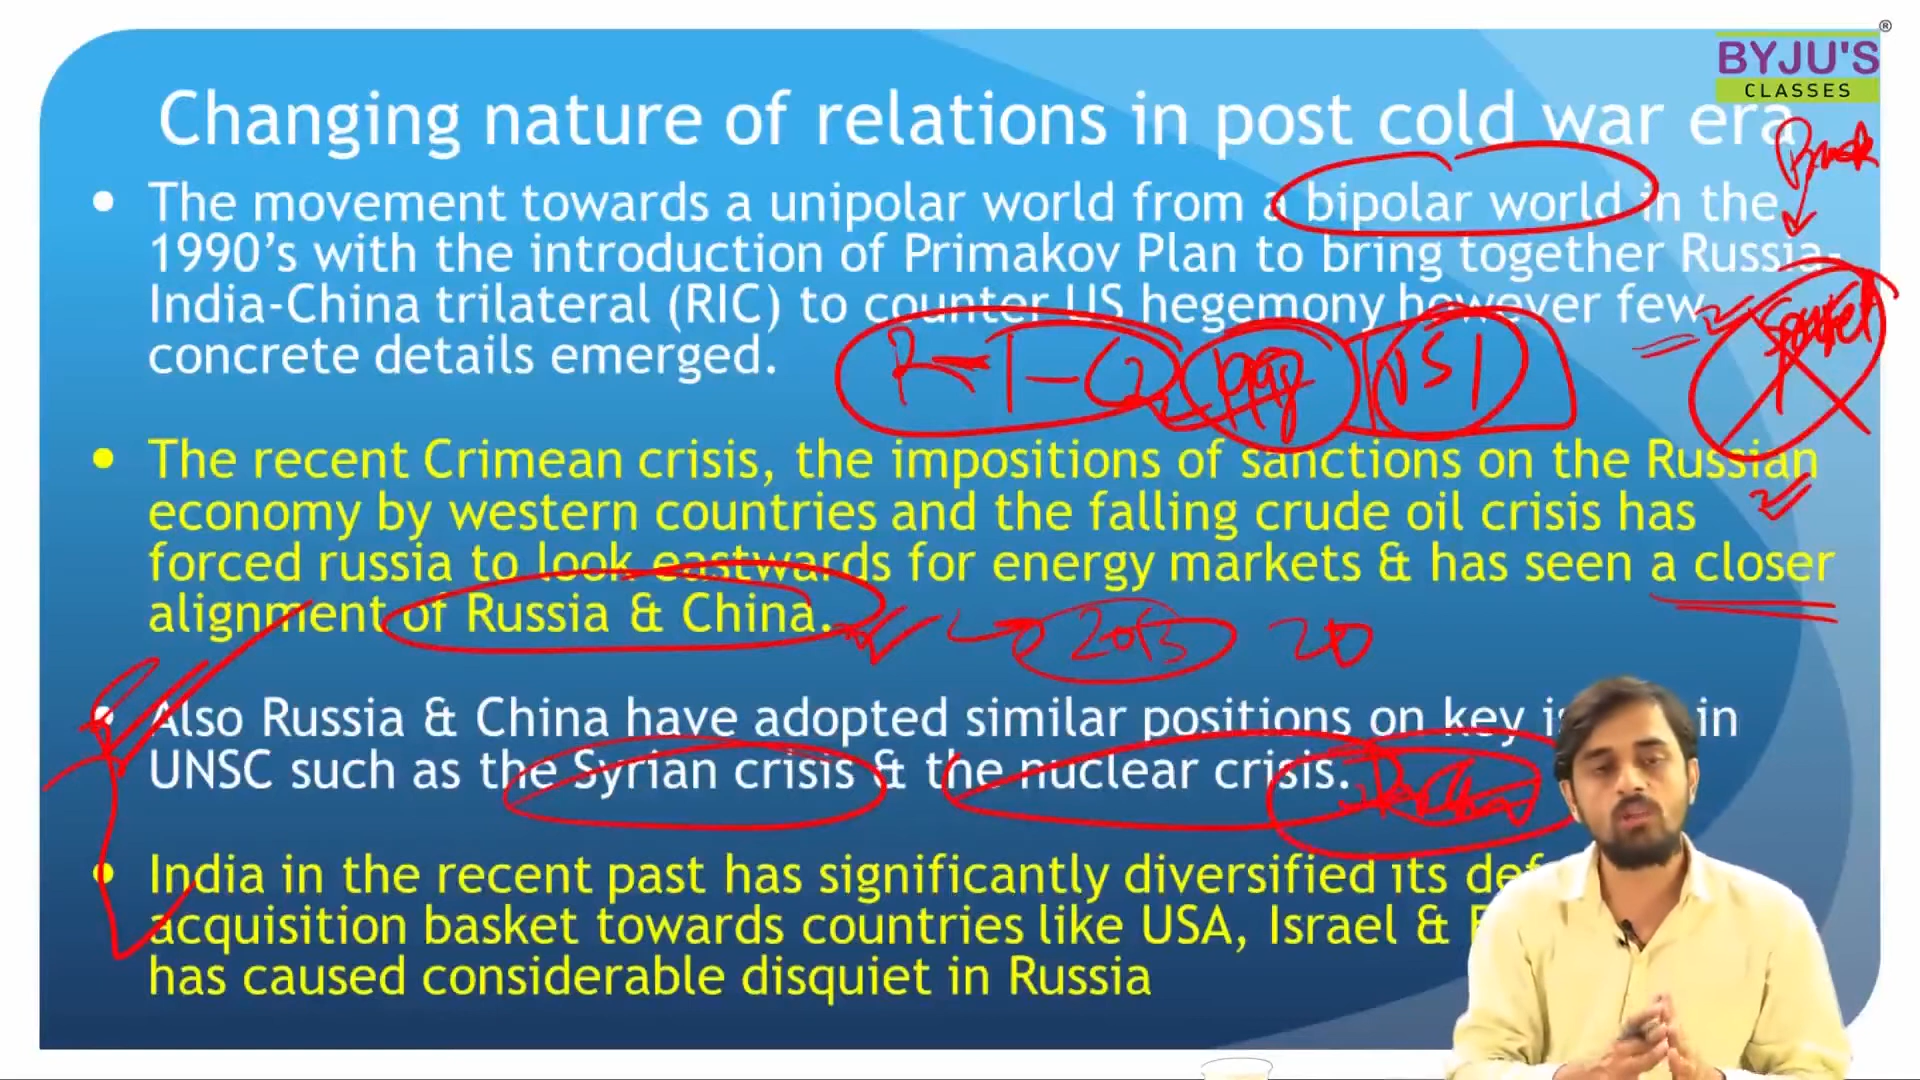 ®
BYJU'S
CLASSES
Changing nature of relations in post cold war era
• The movement towards a unipolar world from a bipolar world in the
1990’s with the introduction of Primakov Plan to bring together Russia-
India-China trilateral (RIC) to counter US hegemony however few
concrete details emerged.
R-I-C
• The recent Crimean crisis, the impositions of sanctions on the Russian
economy by western countries and the falling crude oil crisis has
forced russia to look eastwards for energy markets & has seen a closer
alignment of Russia & China.
20
• Also Russia & China have adopted similar positions on key in
UNSC such as the Syrian crisis & the nuclear crisis.
• India in the recent past has significantly diversified its
acquisition basket towards countries like USA, Israel &
has caused considerable disquiet in Russia